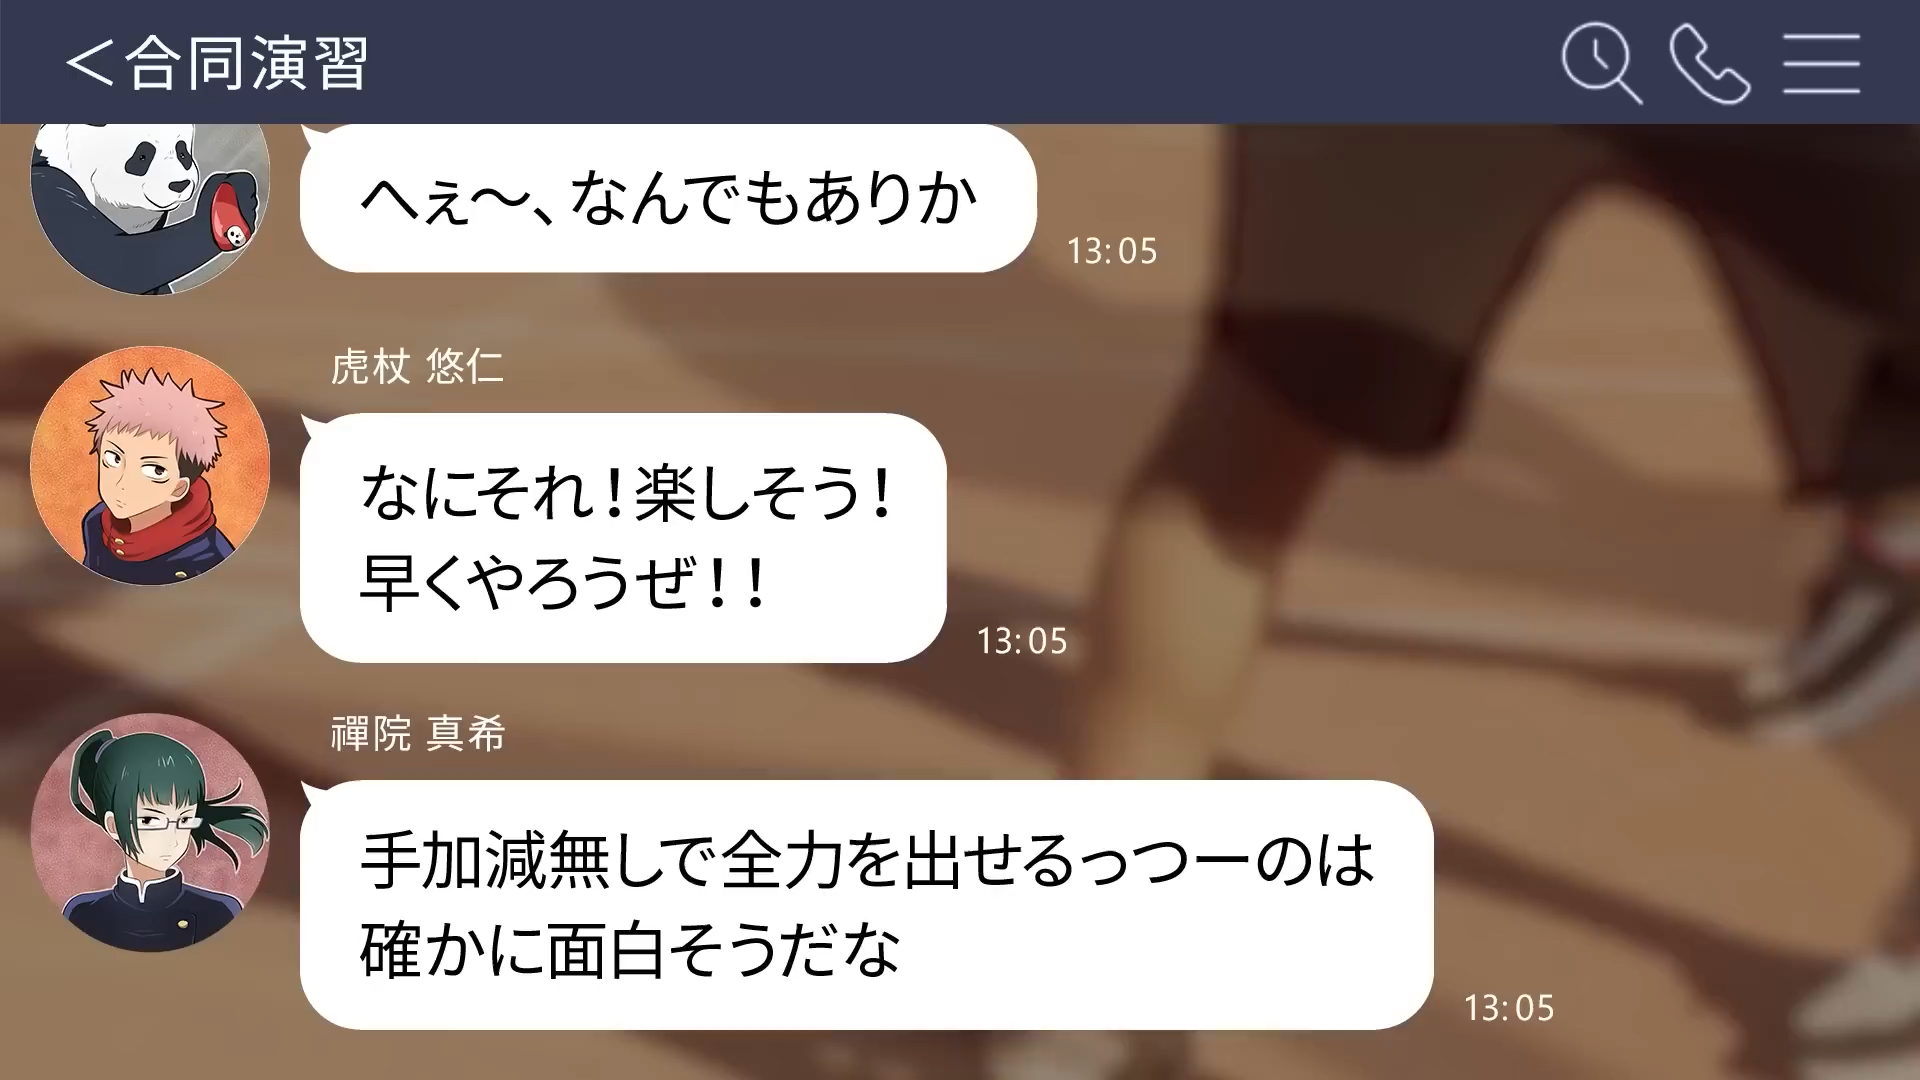 ＜合同演習
へぇ〜、なんでもありか
13:05
虎杖 悠仁
なにそれ！楽しそう！
早くやろうぜ！！
13:05
禪院 真希
手加減無しで全力を出せるっつーのは
確かに面白そうだな
13:05